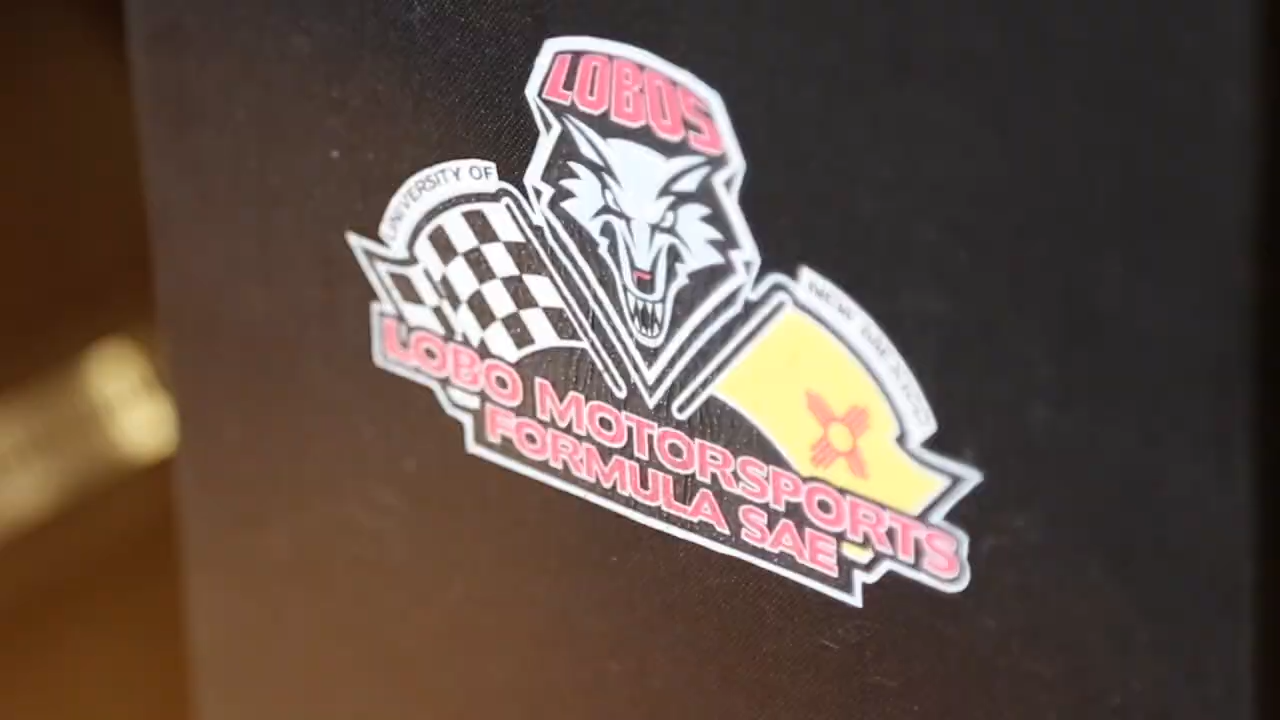 LOBOS
UNIVERSITY OF
NEW MEXICO
LOBO MOTORSPORTS
FORMULA SAE